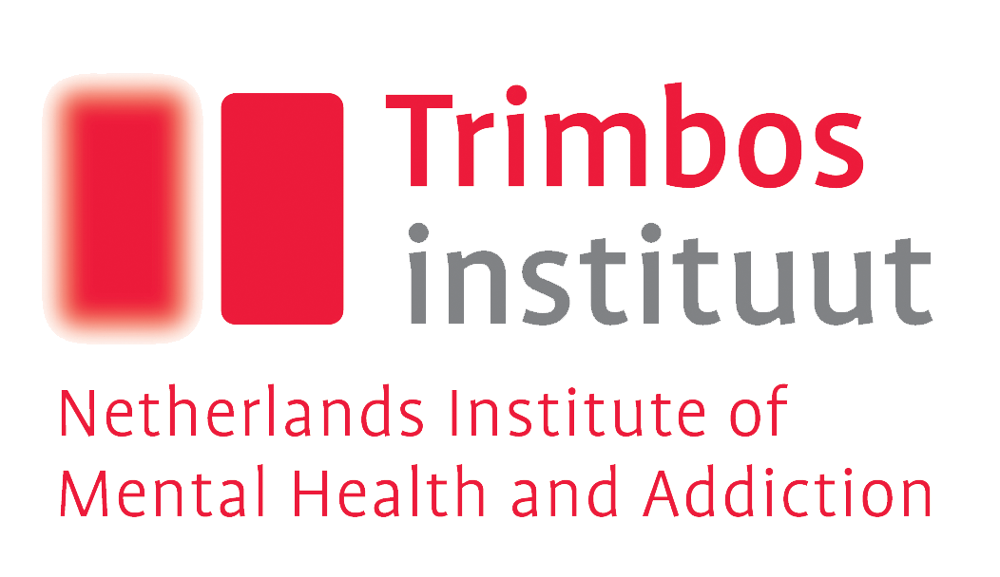 Trimbos
instituut
Netherlands Institute of
Mental Health and Addiction